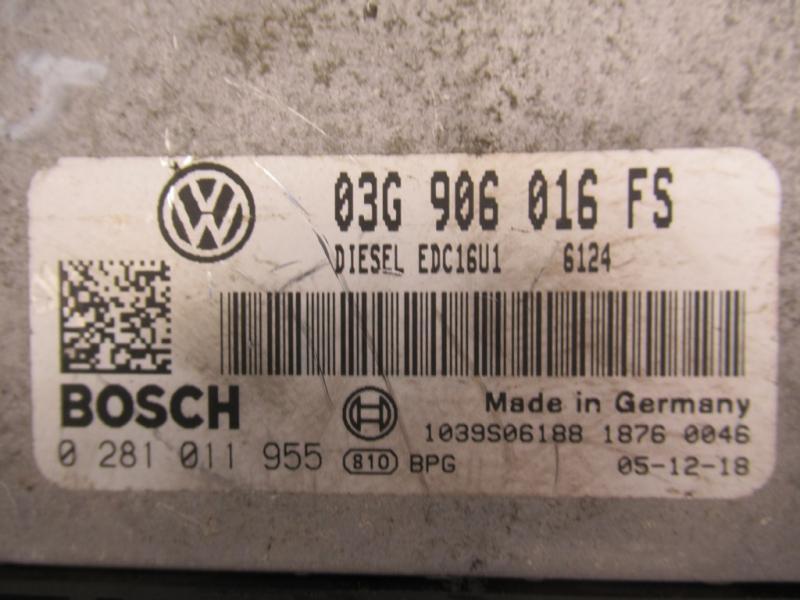 03G 906 016 FS
DIESEL EDC16U1 6124
BOSCH
Made in Germany
1039S06188 1876 0046
0 281 011 955 810 BPG 05-12-18